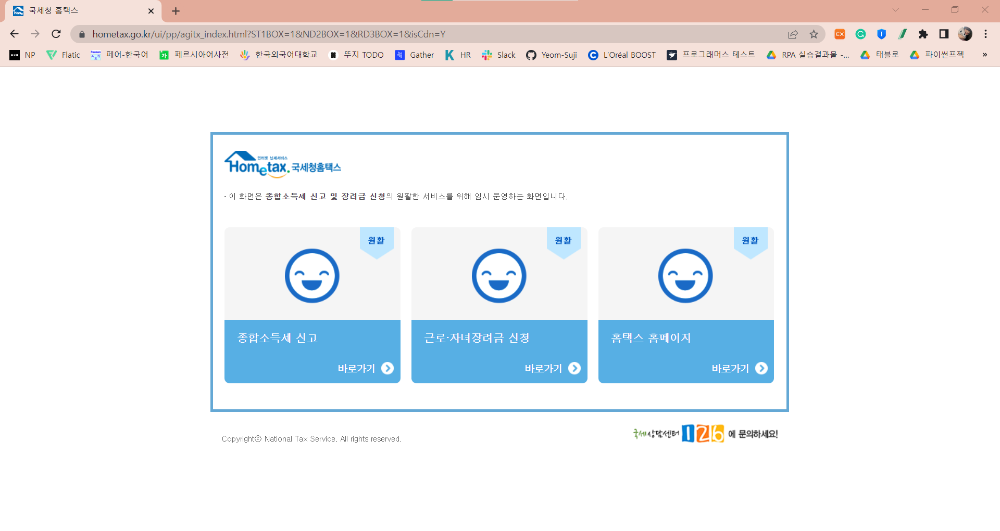 국세청 홈택스
hometax.go.kr/ui/pp/agitx_index.html?ST1BOX=1&ND2BOX=1&RD3BOX=1&isCdn=Y
EX
NP
Flatic
페어-한국어
페르시아어사전
한국외국어대학교
뚜지 TODO
Gather
HR
Slack
Yeom-Suji
L'Oréal BOOST
프로그래머스 테스트
RPA 실습결과물 -...
태블로
파이썬프젝
»
인터넷 납세서비스
Hometax. 국세청홈택스
- 이 화면은 종합소득세 신고 및 장려금 신청의 원활한 서비스를 위해 임시 운영하는 화면입니다.
원활
원활
원활
종합소득세 신고
바로가기
근로·자녀장려금 신청
바로가기
홈택스 홈페이지
바로가기
국세상담센터 126 에 문의하세요!
Copyrightⓒ National Tax Service. All rights reserved.